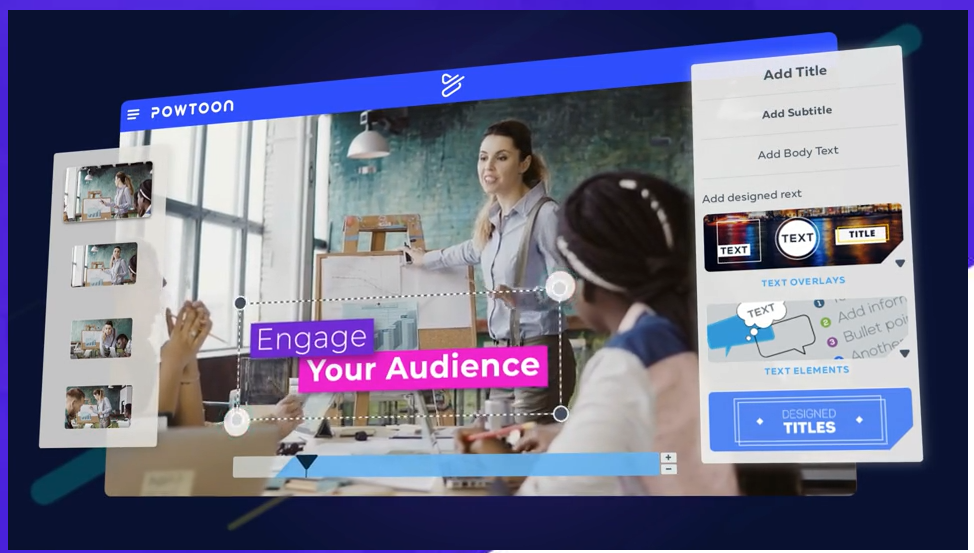 POWTOON
Engage
Your Audience
Add Title
Add Subtitle
Add Body Text
Add designed rext
TEXT
TEXT
TITLE
TEXT OVERLAYS
TEXT
Add inform
Bullet poi
Another
TEXT ELEMENTS
DESIGNED
TITLES